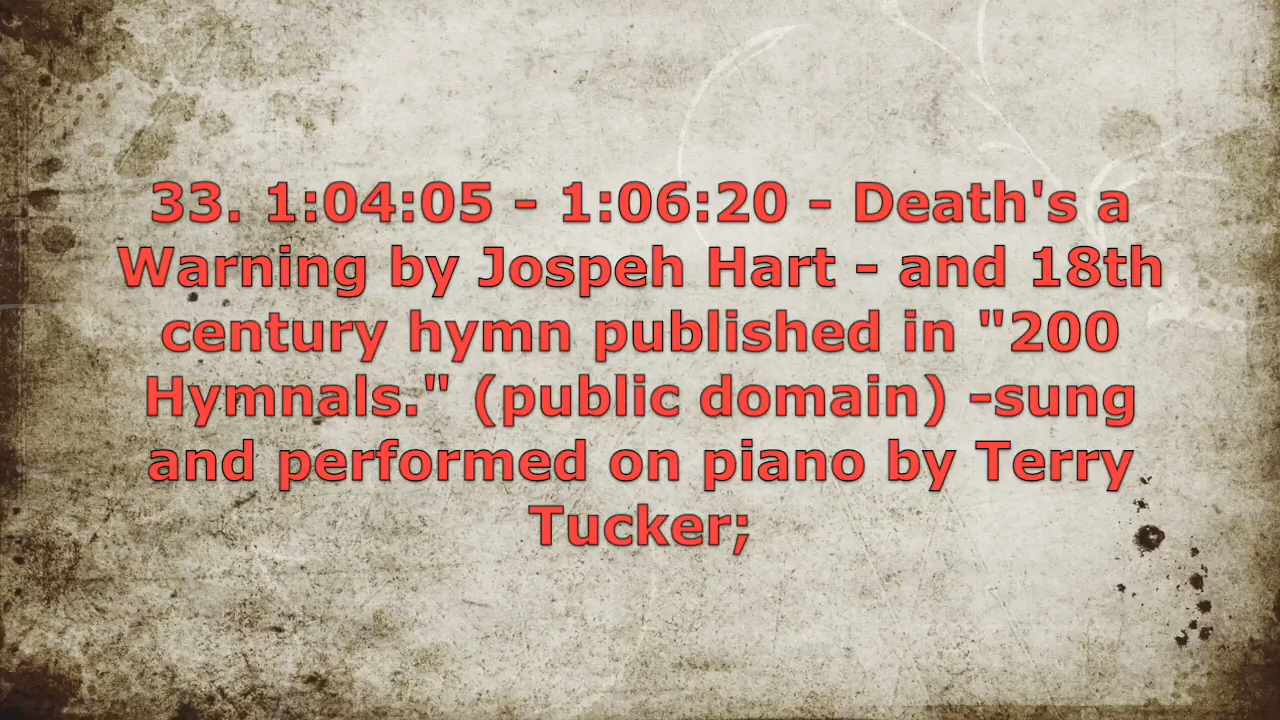 33. 1:04:05 - 1:06:20 - Death's a
Warning by Jospeh Hart - and 18th
century hymn published in "200
Hymnals." (public domain) -sung
and performed on piano by Terry
Tucker;